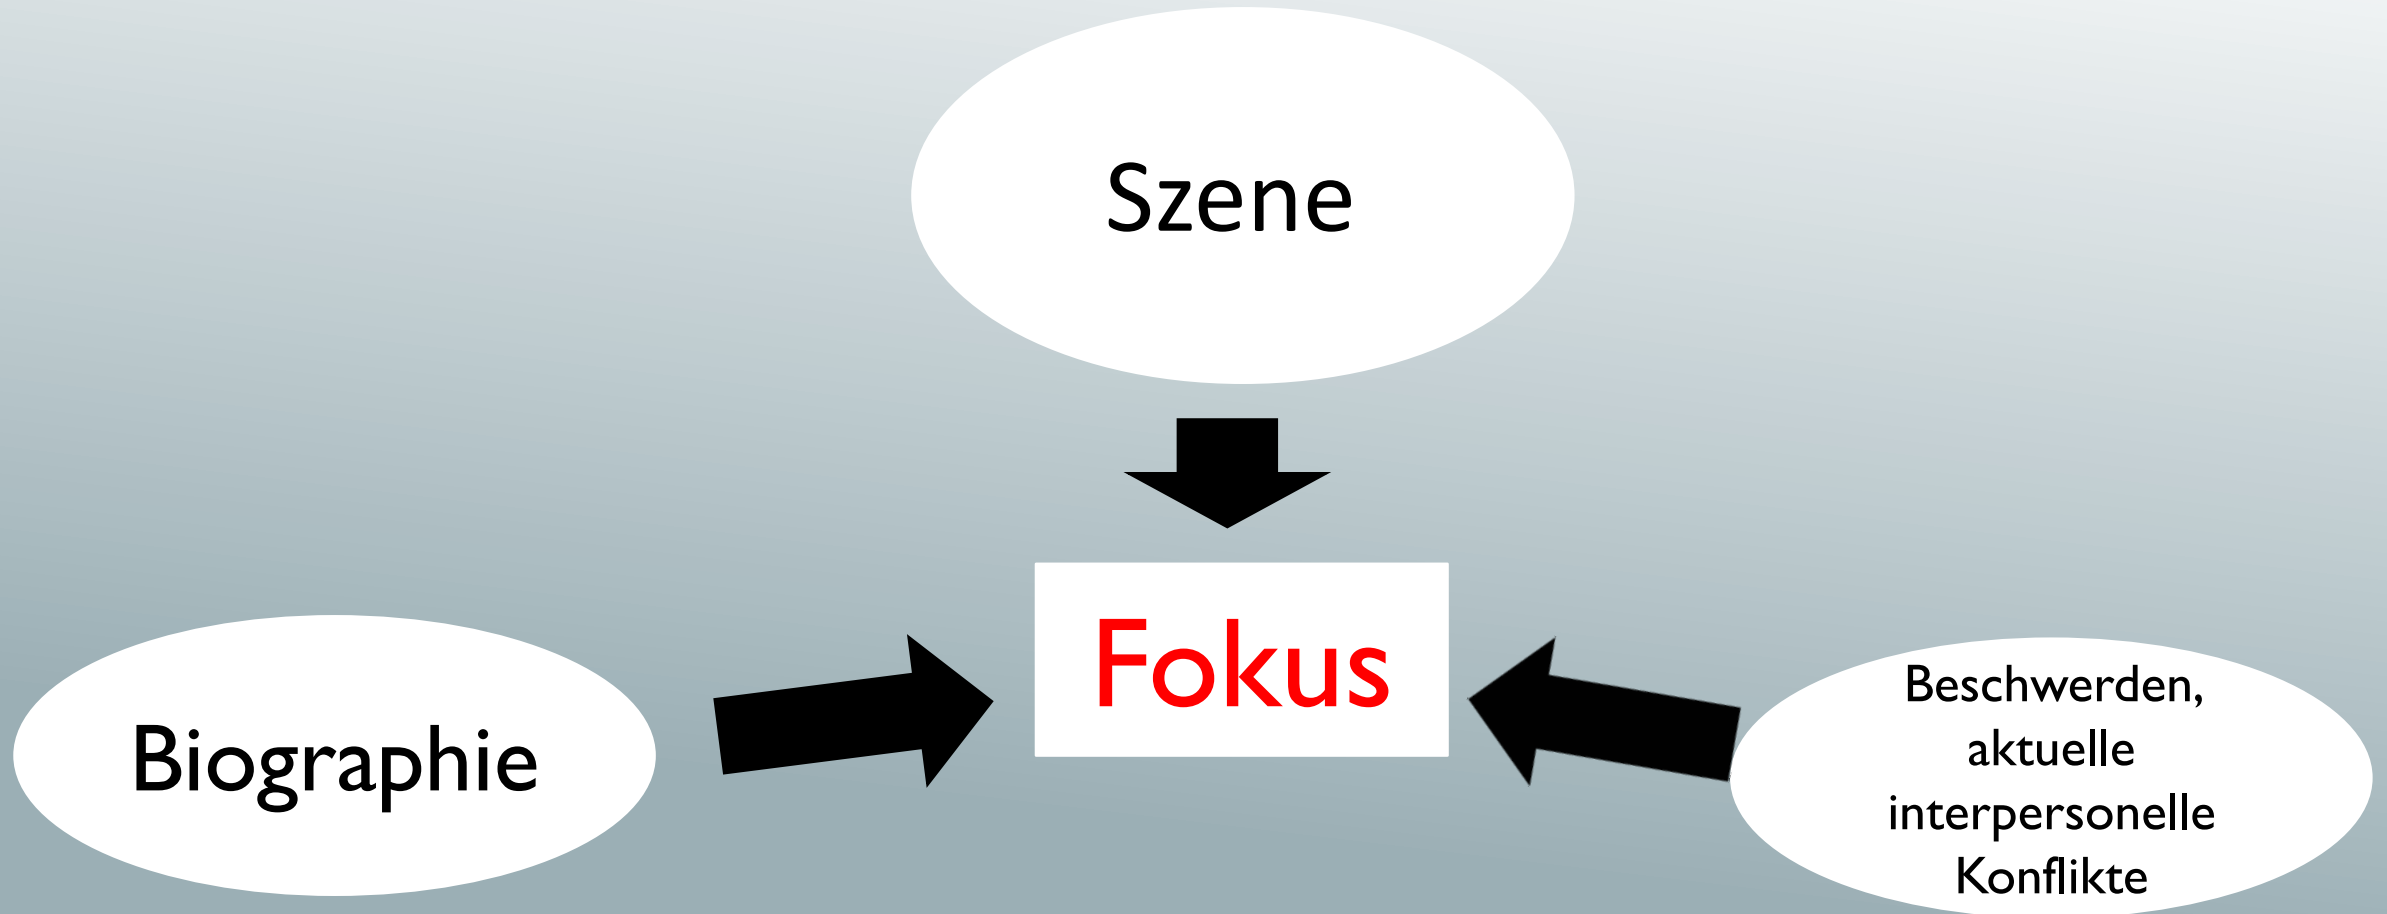 Szene
Fokus
Biographie
Beschwerden,
aktuelle
interpersonelle
Konflikte